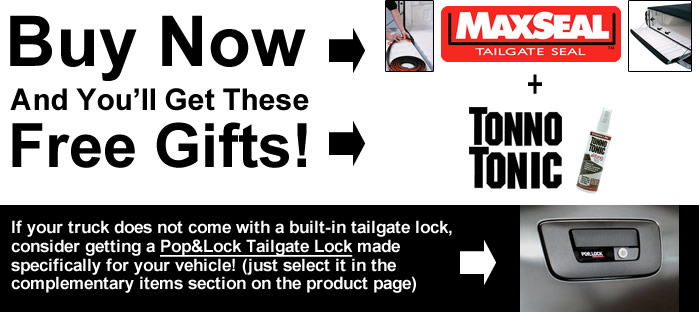 Buy Now
MAXSEAL
TAILGATE SEAL
TM
+
And You'll Get These
Free Gifts!
TONNO
TONIC
If your truck does not come with a built-in tailgate lock,
consider getting a Pop&Lock Tailgate Lock made
specifically for your vehicle! (just select it in the
complementary items section on the product page)
POP&LOCK